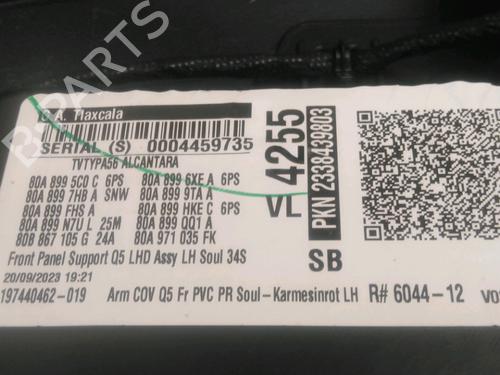 C. A. Tlaxcala
SERIAL (S) 0004459735
TVTYPA56 ALCANTARA
80A 899 5C0 C 6PS 80A 899 6XE A 6PS
80A 899 7HB A SNW 80A 899 9TA A
80A 899 FHS A 80A 899 HKE C 6PS
80A 899 N7U L 25M 80A 899 QQ1 A
80B 867 105 G 24A 80A 971 035 FK
Front Panel Support Q5 LHD Assy LH Soul 34S
20/09/2023 19:21
197440462-019 Arm COV Q5 Fr PVC PR Soul-Karmesinrot LH R# 6044-12
VL 4255
PKN 23384339803
SB
B-PARTS